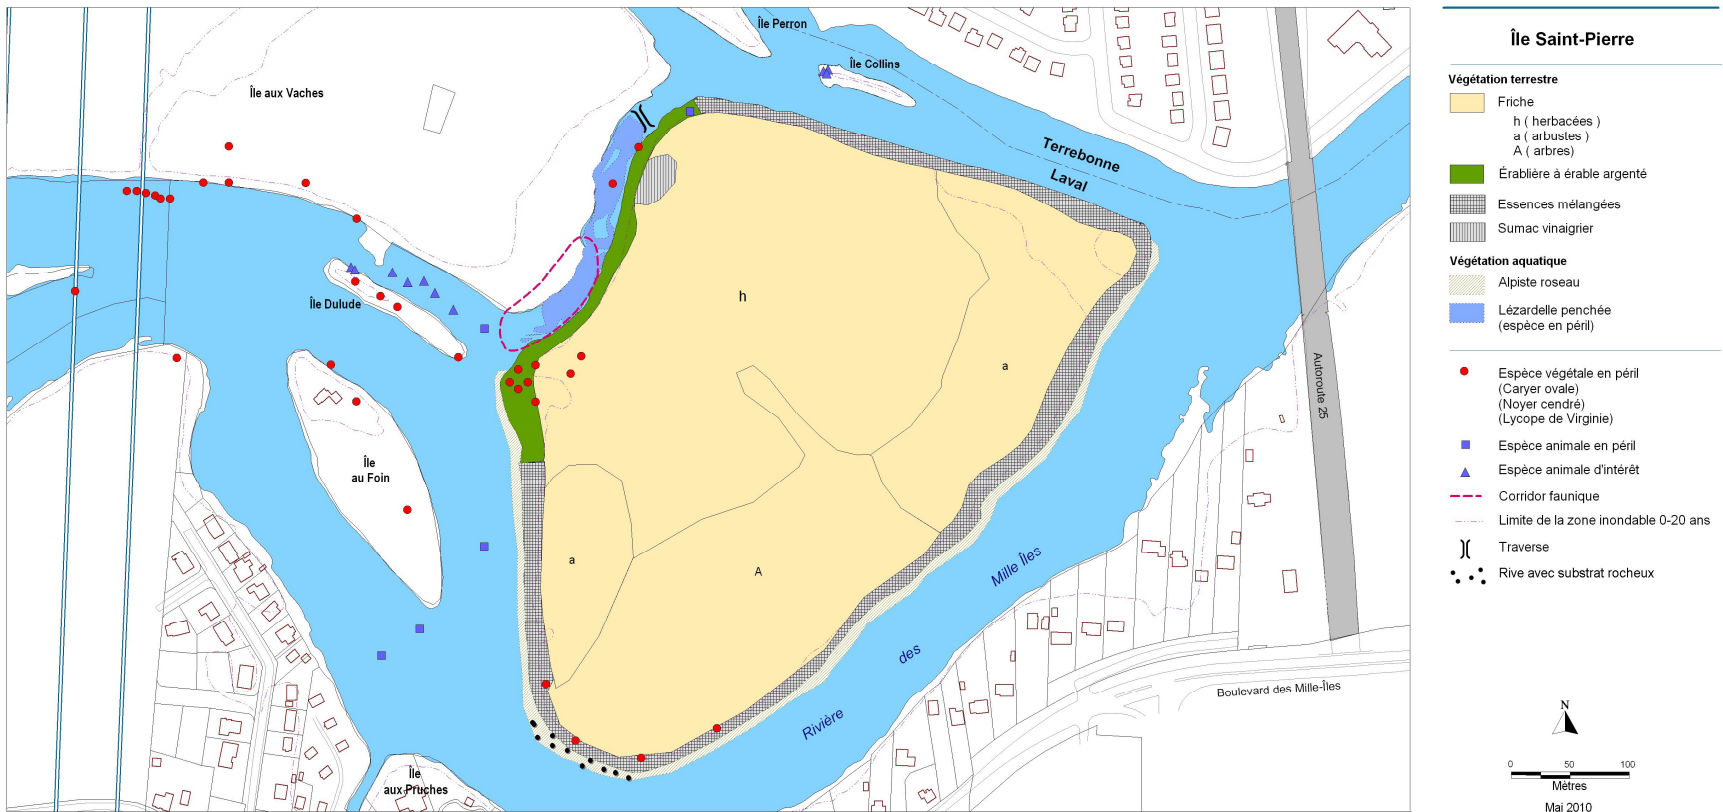 Île Perron
Île Collins
Île aux Vaches
Terrebonne
Laval
Île Dulude
h
a
Autoroute 25
Île
au Foin
a
A
Mille Îles
des
Rivière
Boulevard des Mille-Îles
Île
aux Pruches
Île Saint-Pierre
Végétation terrestre
Friche
h ( herbacées )
a ( arbustes )
A ( arbres)
Érablière à érable argenté
Essences mélangées
Sumac vinaigrier
Végétation aquatique
Alpiste roseau
Lézardelle penchée
(espèce en péril)
Espèce végétale en péril
(Caryer ovale)
(Noyer cendré)
(Lycope de Virginie)
Espèce animale en péril
Espèce animale d'intérêt
Corridor faunique
Limite de la zone inondable 0-20 ans
Traverse
Rive avec substrat rocheux
N
0 50 100
Mètres
Mai 2010